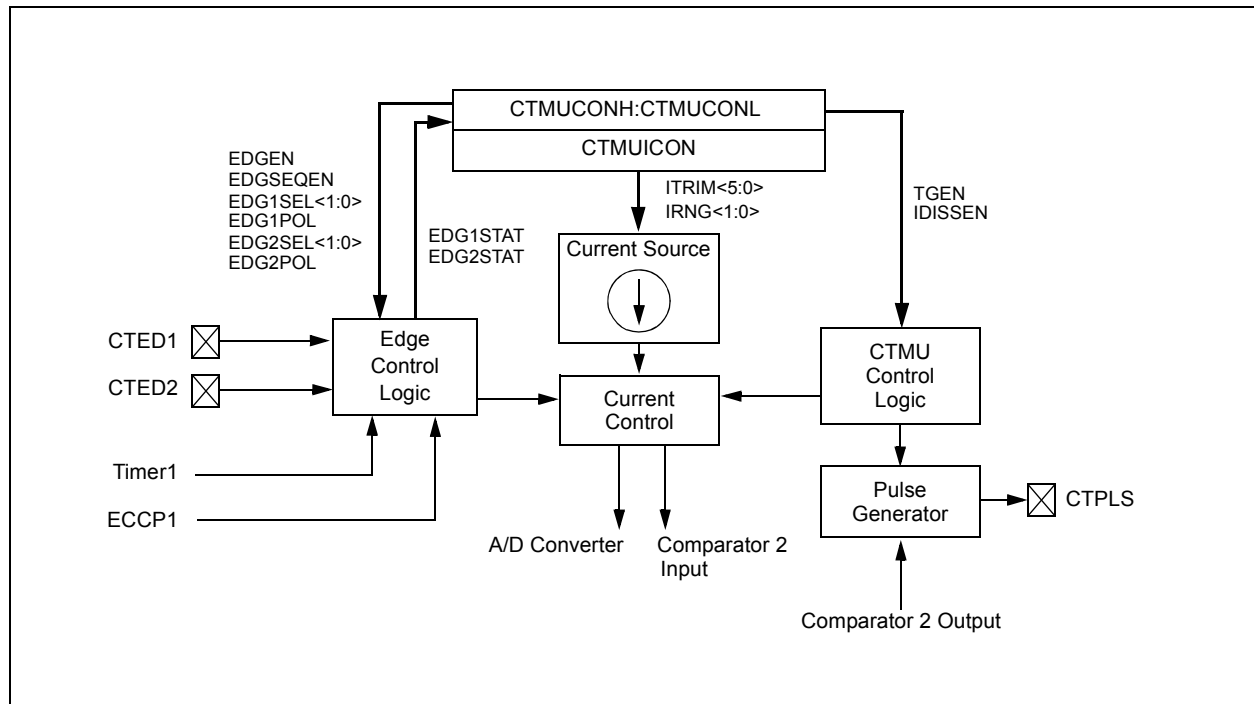 CTMUCONH:CTMUCONL
CTMUICON
EDGEN
EDGSEQEN
EDG1SEL<1:0>
EDG1POL
EDG2SEL<1:0>
EDG2POL
EDG1STAT
EDG2STAT
ITRIM<5:0>
IRNG<1:0>
TGEN
IDISSEN
Current Source
CTED1
CTED2
Edge
Control
Logic
Current
Control
CTMU
Control
Logic
Timer1
ECCP1
Pulse
Generator
CTPLS
A/D Converter
Comparator 2
Input
Comparator 2 Output